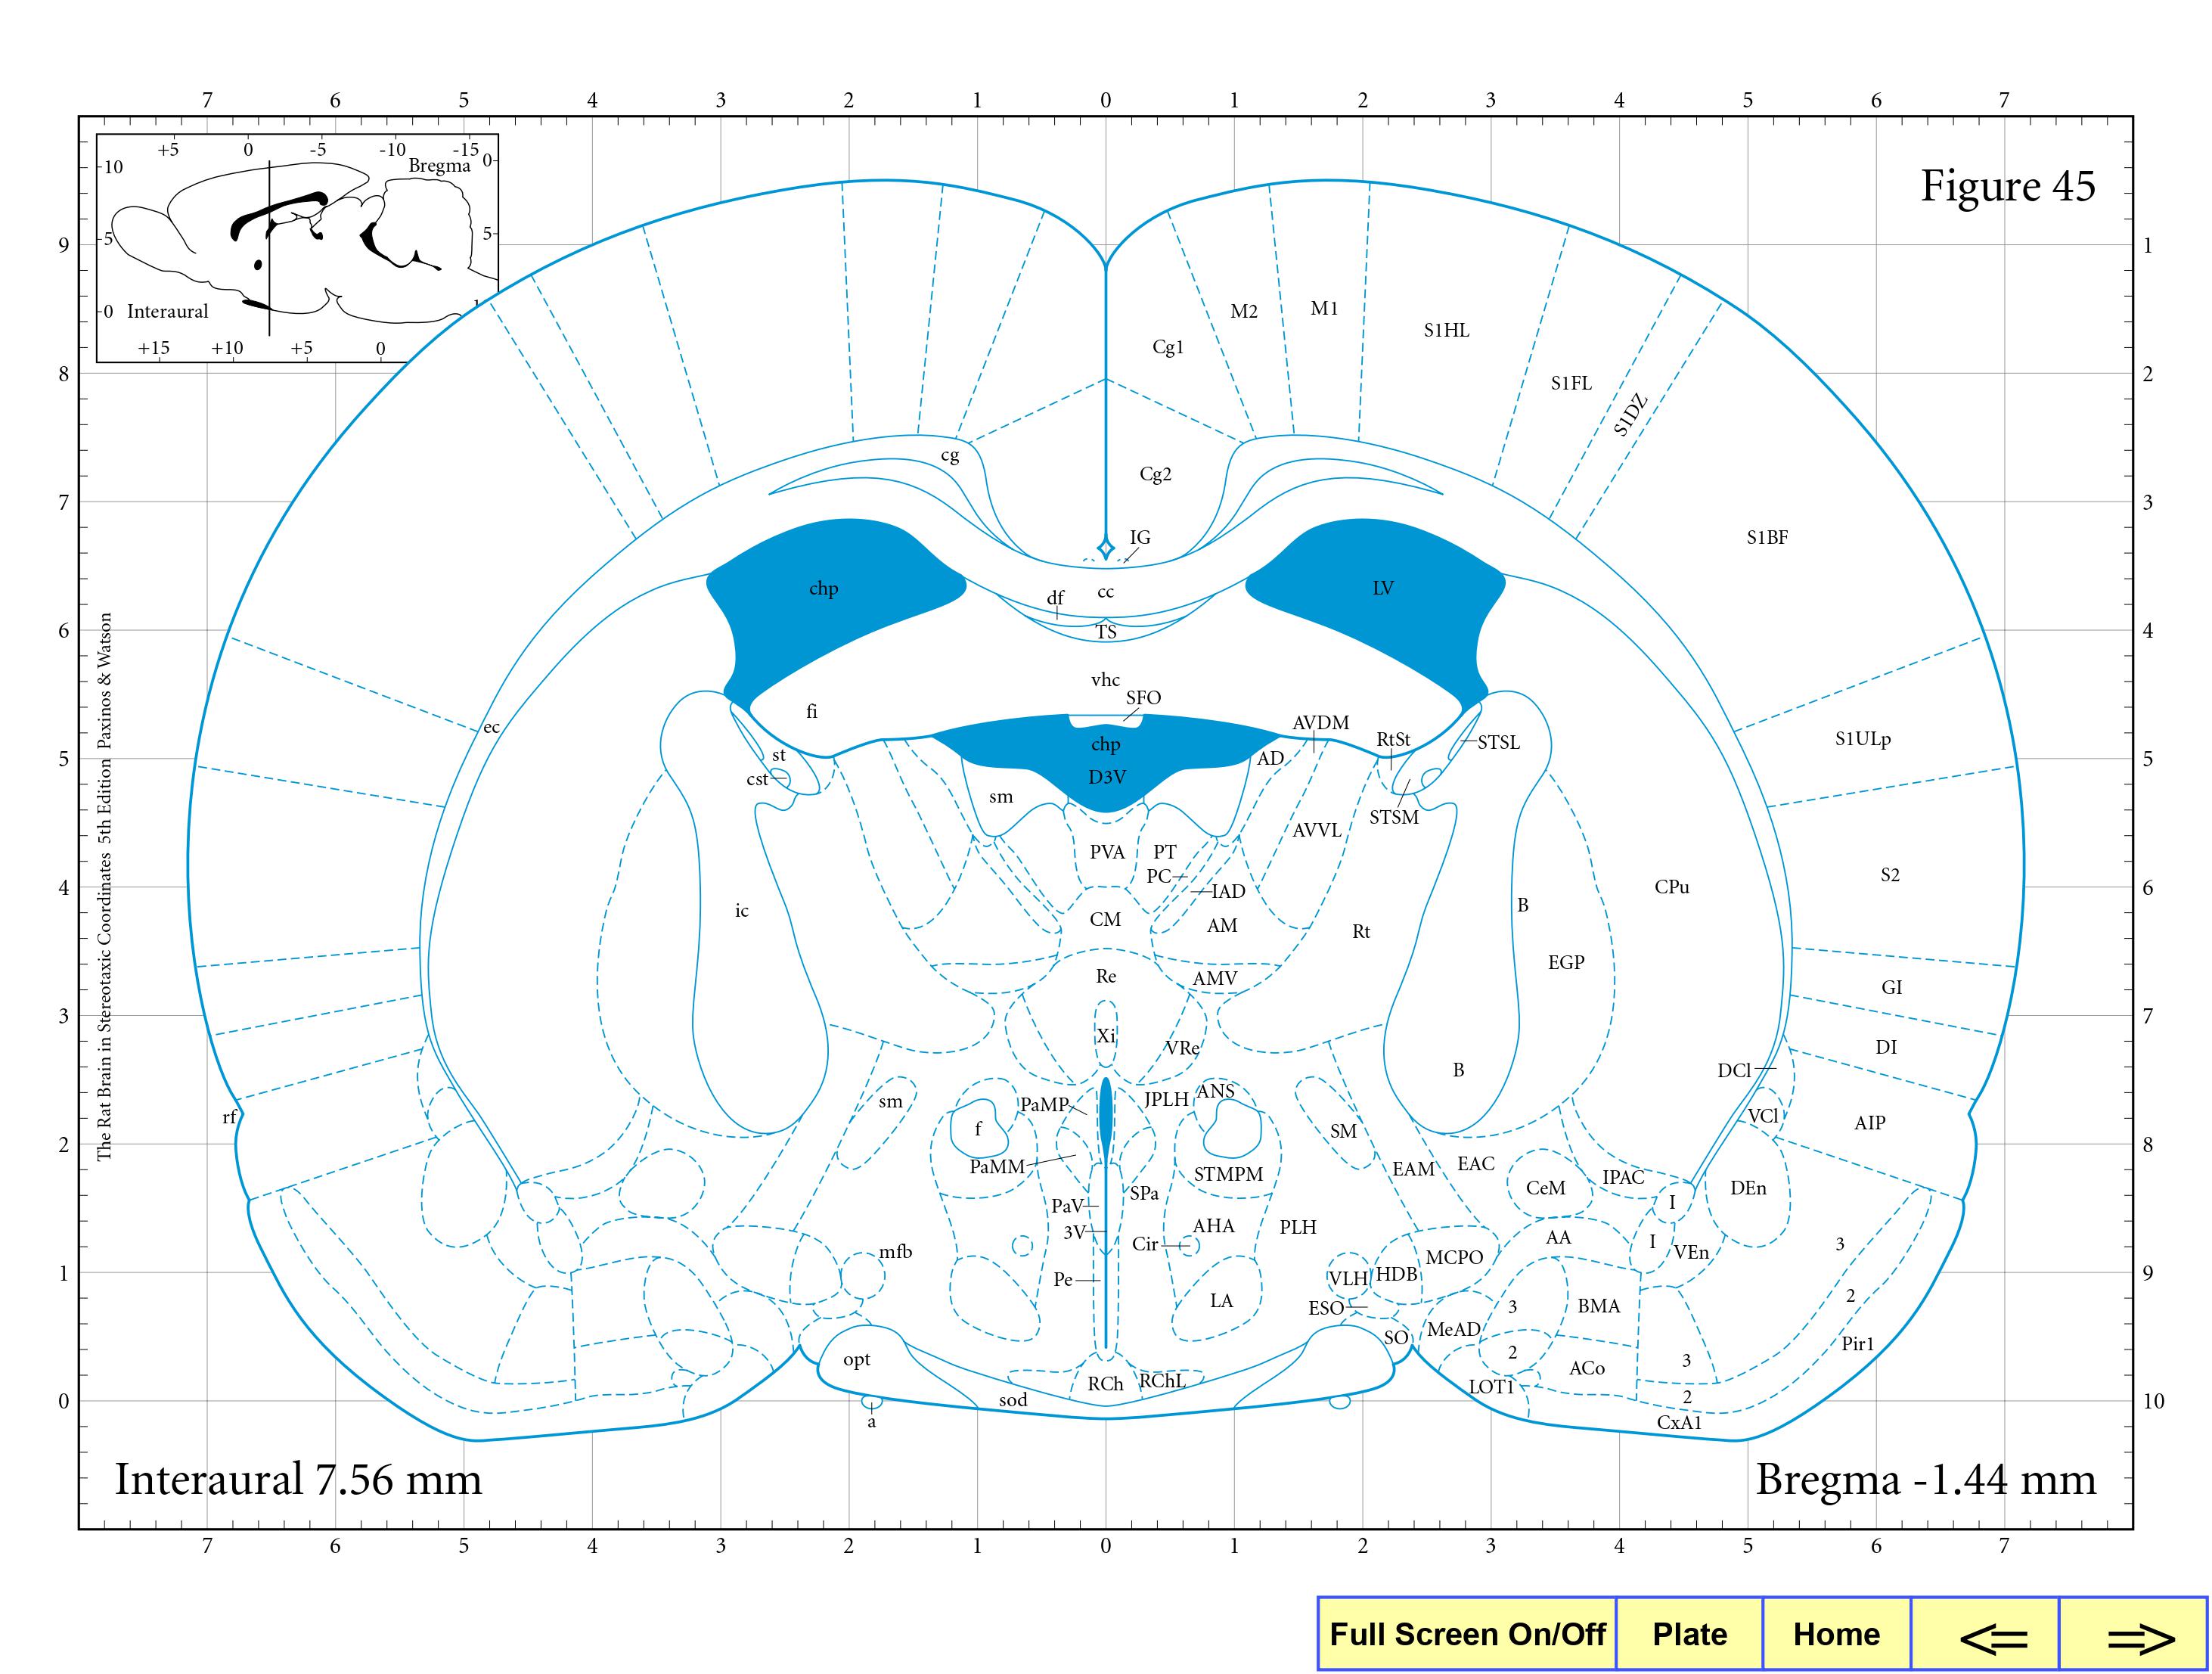 7 6 5 4 3 2 1 0 1 2 3 4 5 6 7
+5 0 -5 -10 -15
Bregma 0
10
5
5
0 Interaural
1
+15 +10 +5 0
Figure 45
9 1
8 2
7 3
6 4
5 5
4 6
3 7
2 8
1 9
0 10
The Rat Brain in Stereotaxic Coordinates 5th Edition Paxinos & Watson
M2 M1
S1HL
Cg1
S1FL
S1DZ
cg
Cg2
IG
S1BF
chp LV
df cc
TS
vhc
SFO
fi
AVDM
ec
RtSt
S1ULp
chp
STSL
st
AD
cst
D3V
sm
STSM
AVVL
PVA PT
PC
S2
IAD
CPu
ic
B
CM AM
Rt
EGP
Re AMV
GI
Xi
VRe
DI
B
DCl
ANS
sm
PaMP JPLH
VCl
rf
AIP
f
SM
PaMM
STMPM
EAM EAC
IPAC
SPa
CeM
DEn
I
PaV
3V
AHA PLH
AA
I
3
Cir
mfb
MCPO
VEn
Pe
VLH HDB
LA
ESO
3
BMA
2
MeAD
SO
Pir1
2
opt
3
ACo
RCh RChL
LOT1
sod
2
a
CxA1
Interaural 7.56 mm
Bregma -1.44 mm
7 6 5 4 3 2 1 0 1 2 3 4 5 6 7
Full Screen On/Off Plate Home <= =>